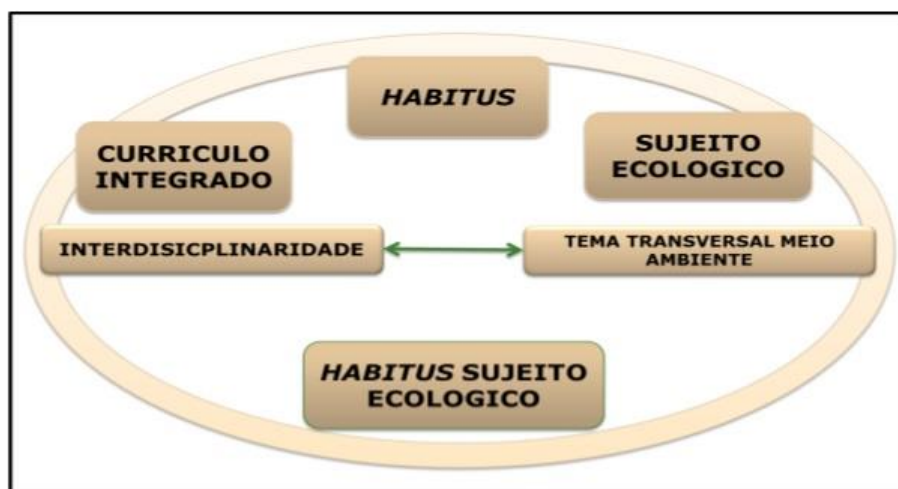 HABITUS
CURRICULO
INTEGRADO
SUJEITO
ECOLOGICO
INTERDISICPLINARIDADE
TEMA TRANSVERSAL MEIO
AMBIENTE
HABITUS SUJEITO
ECOLOGICO